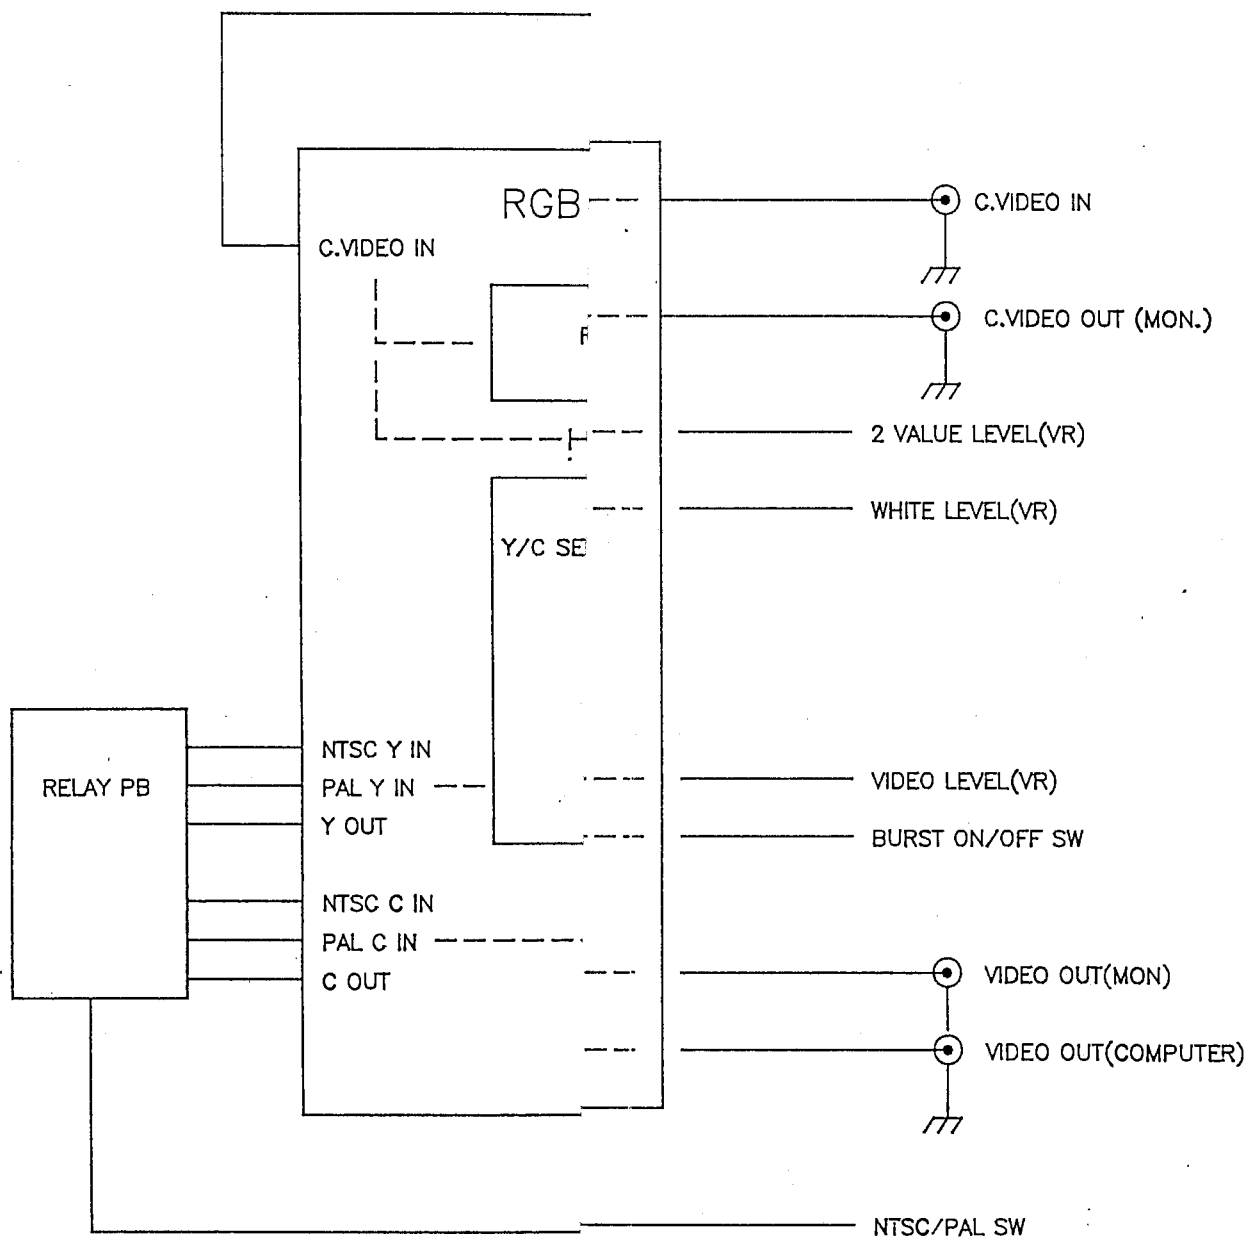 RGB
C.VIDEO IN
C.VIDEO IN
C.VIDEO OUT (MON.)
2 VALUE LEVEL(VR)
WHITE LEVEL(VR)
Y/C SE
NTSC Y IN
RELAY PB
PAL Y IN
VIDEO LEVEL(VR)
Y OUT
BURST ON/OFF SW
NTSC C IN
PAL C IN
C OUT
VIDEO OUT(MON)
VIDEO OUT(COMPUTER)
NTSC/PAL SW